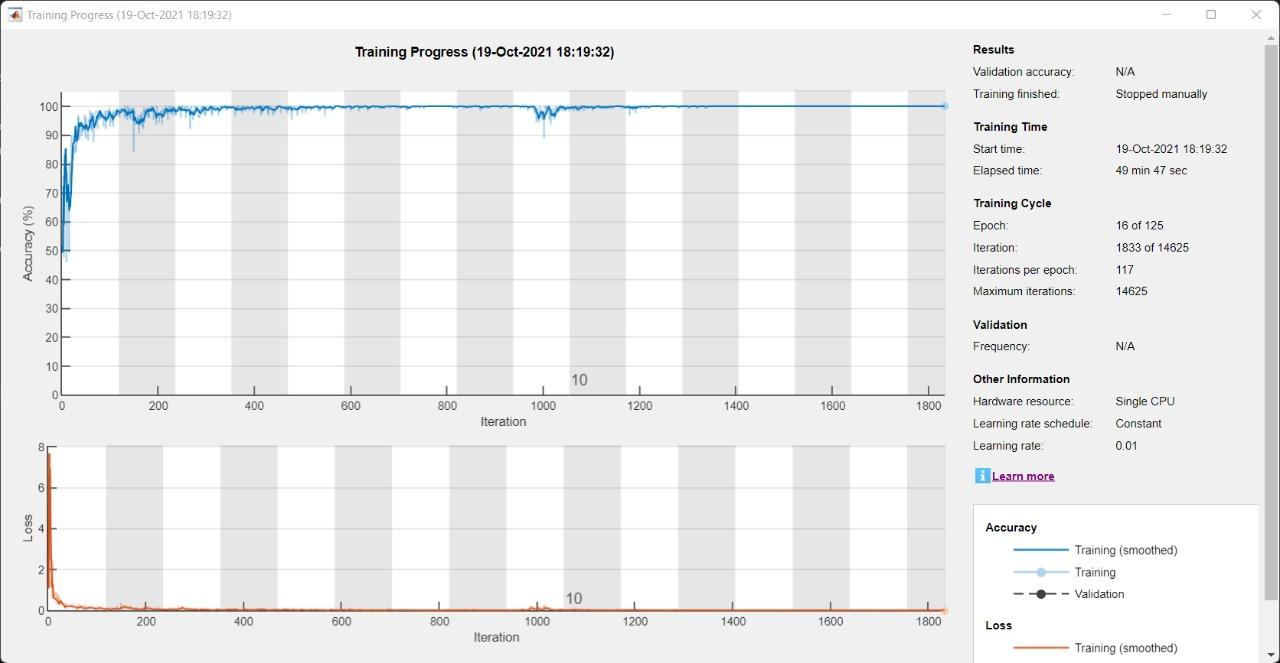 Training Progress (19-Oct-2021 18:19:32)
Training Progress (19-Oct-2021 18:19:32)
100
90
80
70
60
50
40
30
20
10
0
Accuracy (%)
10
0 200 400 600 800 1000 1200 1400 1600 1800
Iteration
8
6
4
2
0
Loss
10
0 200 400 600 800 1000 1200 1400 1600 1800
Iteration
Results
Validation accuracy: N/A
Training finished: Stopped manually
Training Time
Start time: 19-Oct-2021 18:19:32
Elapsed time: 49 min 47 sec
Training Cycle
Epoch: 16 of 125
Iteration: 1833 of 14625
Iterations per epoch: 117
Maximum iterations: 14625
Validation
Frequency: N/A
Other Information
Hardware resource: Single CPU
Learning rate schedule: Constant
Learning rate: 0.01
i Learn more
Accuracy
Training (smoothed)
Training
Validation
Loss
Training (smoothed)